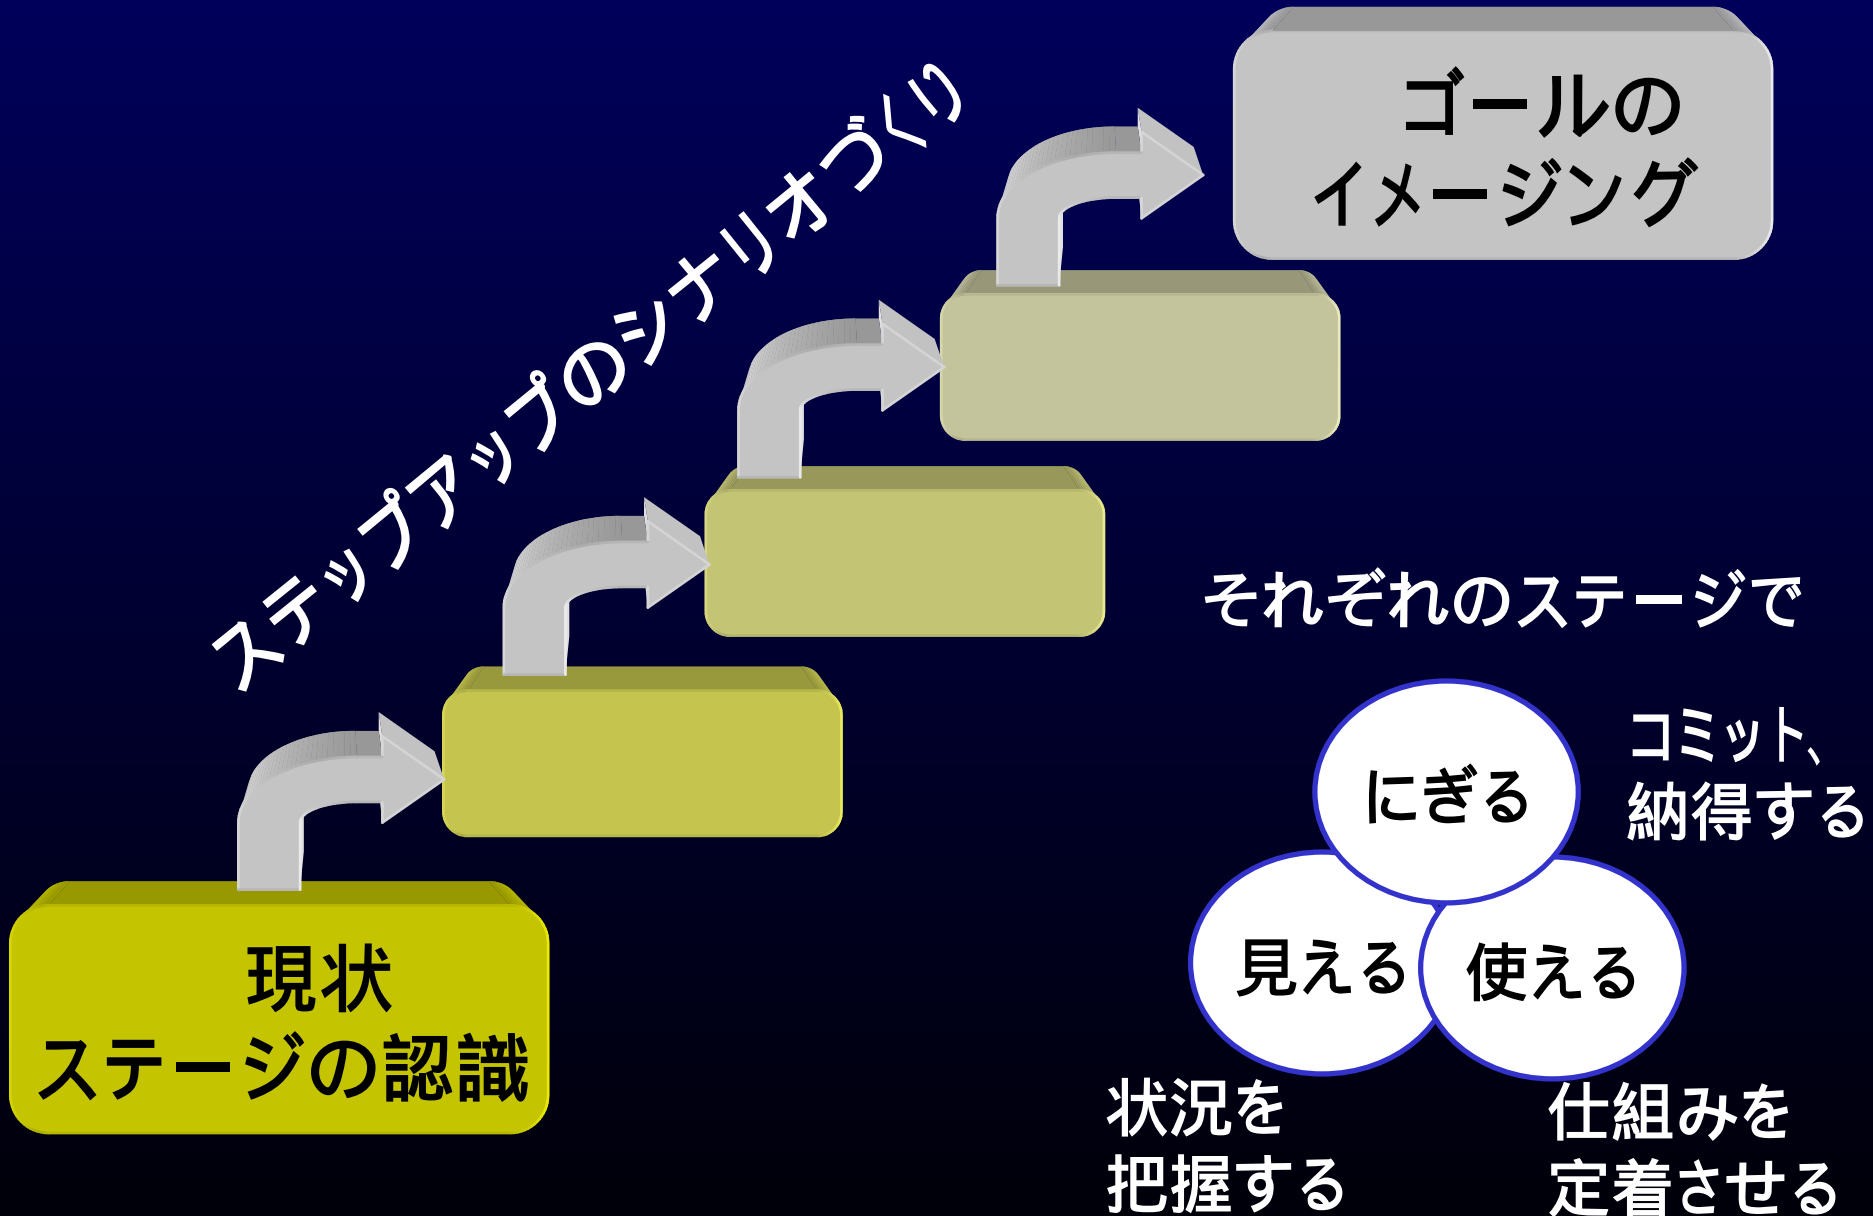 ゴールの
イメージング
ステップアップのシナリオづくり
現状
ステージの認識
それぞれのステージで
にぎる
コミット、
納得する
見える
使える
状況を
把握する
仕組みを
定着させる